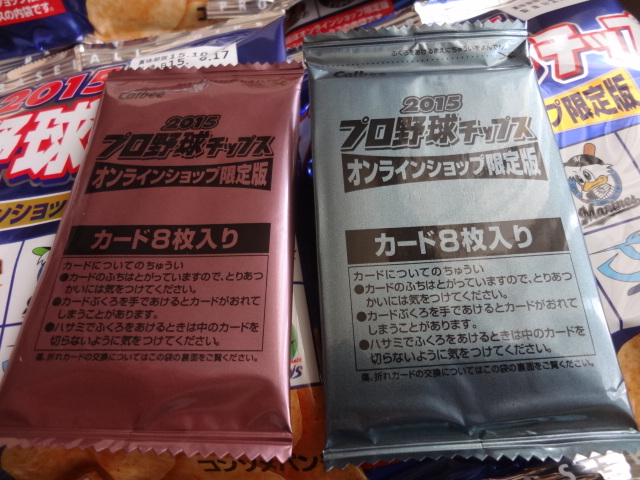 2015
Calbee
2015
プロ野球チップス
オンラインショップ限定版
カード8枚入り
カードについてのちゅうい
●カードのふちはとがっていますので、とりあつ
かいには気をつけてください。
●カードぶくろを手であけるとカードがおれて
しまうことがあります。
●ハサミでふくろをあけるときは中のカードを
切らないように気をつけてください。
傷、折れカードの交換についてはこの袋の裏面をご覧ください。
Calbee
2015
プロ野球チップス
オンラインショップ限定版
カード8枚入り
カードについてのちゅうい
●カードのふちはとがっていますので、とりあつ
かいには気をつけてください。
●カードぶくろを手であけるとカードがおれて
しまうことがあります。
●ハサミでふくろをあけるときは中のカードを
切らないように気をつけてください。
傷、折れカードの交換についてはこの袋の裏面をご覧ください。
チップ
プ限定版
Marines
野球
ンショッ
コンソメパン